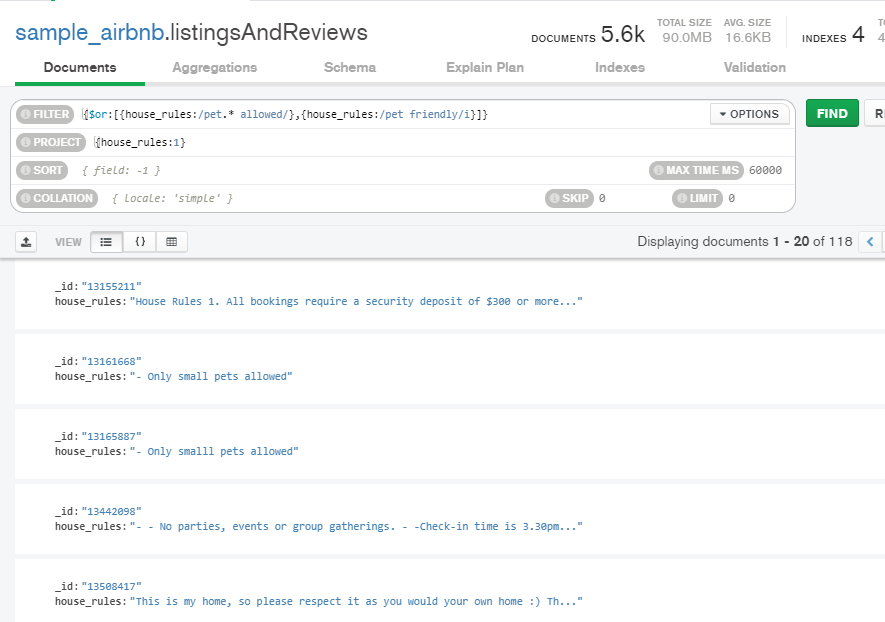 sample_airbnb.listingsAndReviews
DOCUMENTS 5.6k TOTAL SIZE 90.0MB AVG. SIZE 16.6KB INDEXES 4
Documents Aggregations Schema Explain Plan Indexes Validation
FILTER {$or:[{house_rules:/pet.* allowed/},{house_rules:/pet friendly/i}]} OPTIONS FIND
PROJECT {house_rules:1}
SORT { field: -1 } MAX TIME MS 60000
COLLATION { locale: 'simple' } SKIP 0 LIMIT 0
VIEW {} Displaying documents 1 - 20 of 118
_id: "13155211"
house_rules: "House Rules 1. All bookings require a security deposit of $300 or more..."
_id: "13161668"
house_rules: "- Only small pets allowed"
_id: "13165887"
house_rules: "- Only smalll pets allowed"
_id: "13442098"
house_rules: "- - No parties, events or group gatherings. - -Check-in time is 3.30pm..."
_id: "13508417"
house_rules: "This is my home, so please respect it as you would your own home :) Th..."